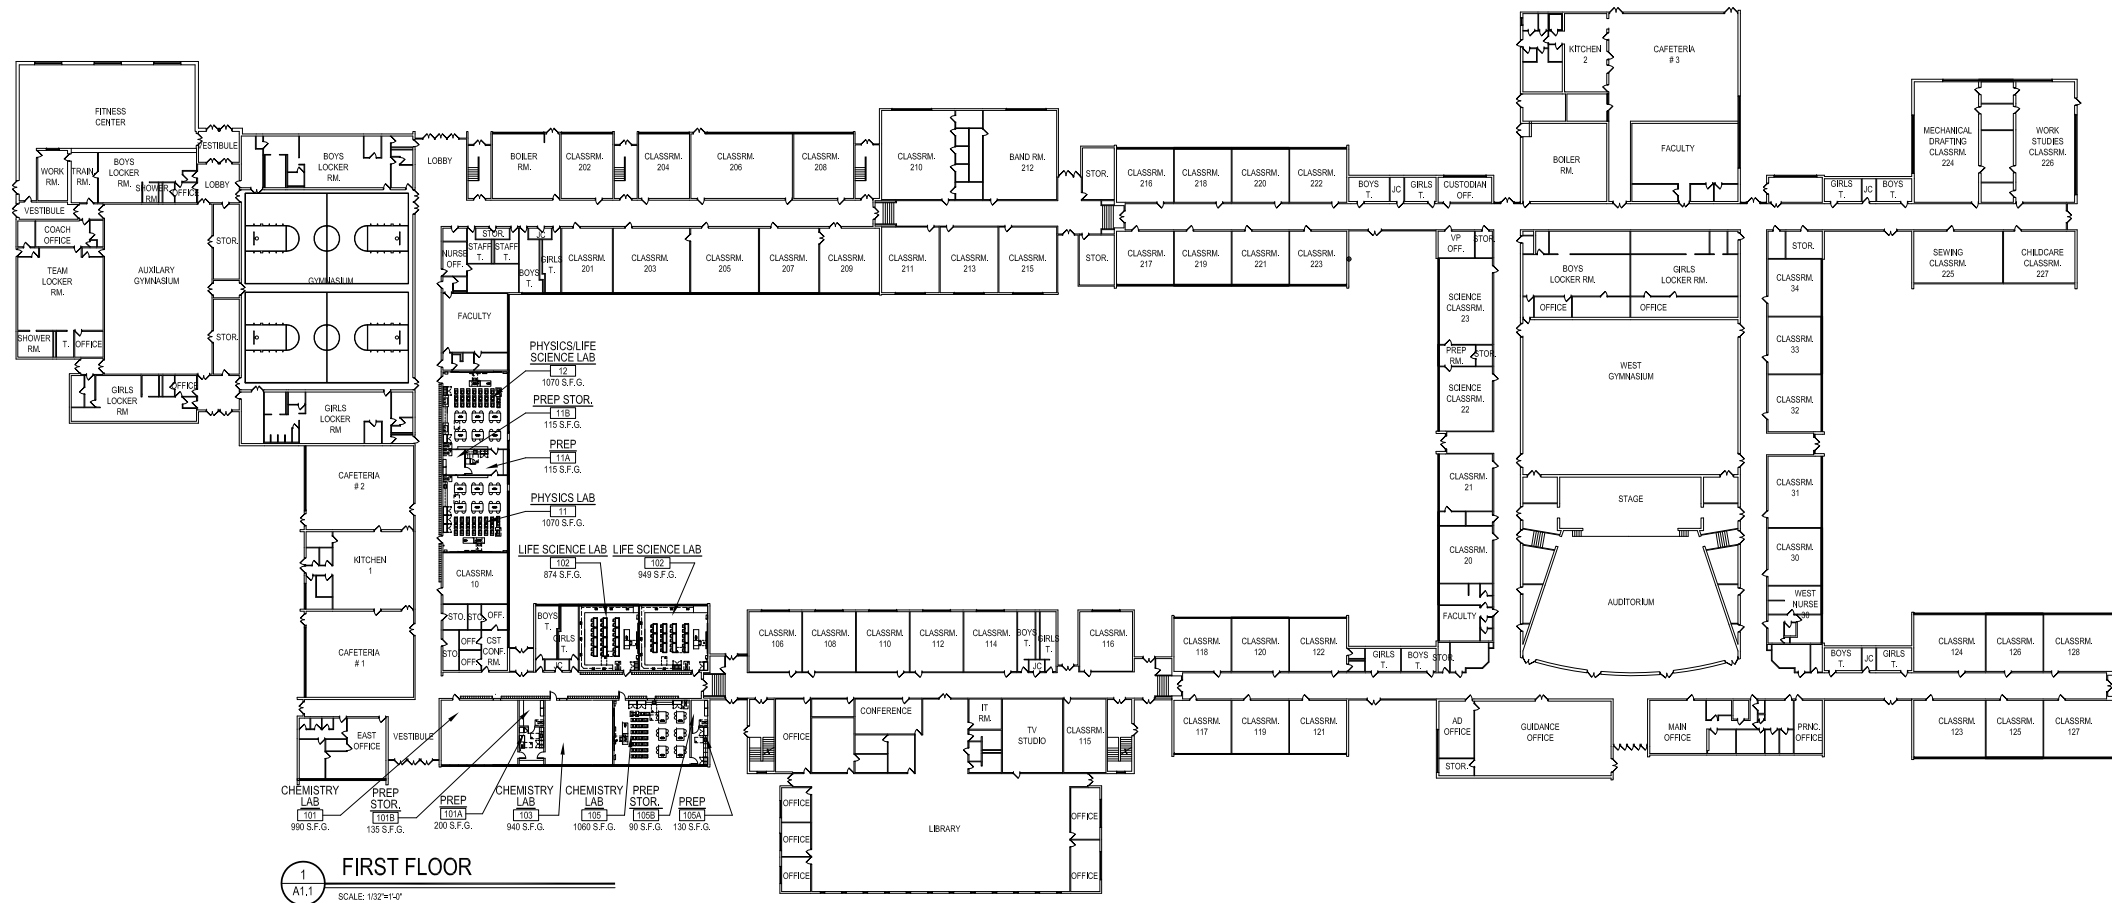 FITNESS
CENTER
WORK
RM.
TRAIN
RM.
BOYS
LOCKER
RM.
SHOWER
RM.
OFFICE
VESTIBULE
LOBBY
VESTIBULE
COACH
OFFICE
TEAM
LOCKER
RM.
SHOWER
RM.
T.
OFFICE
AUXILARY
GYMNASIUM
STOR.
STOR.
GIRLS
LOCKER
RM
OFFICE
BOYS
LOCKER
RM.
GYMNASIUM
GIRLS
LOCKER
RM
CAFETERIA
# 2
KITCHEN
1
CAFETERIA
# 1
EAST
OFFICE
VESTIBULE
LOBBY
BOILER
RM.
CLASSRM.
202
CLASSRM.
204
CLASSRM.
206
CLASSRM.
208
CLASSRM.
210
BAND RM.
212
STOR.
CLASSRM.
216
CLASSRM.
218
CLASSRM.
220
CLASSRM.
222
BOYS
T.
JC
GIRLS
T.
CUSTODIAN
OFF.
NURSE
OFF.
STOR.
STAFF
T.
STAFF
T.
JC
BOYS
T.
GIRLS
T.
CLASSRM.
201
CLASSRM.
203
CLASSRM.
205
CLASSRM.
207
CLASSRM.
209
CLASSRM.
211
CLASSRM.
213
CLASSRM.
215
STOR.
CLASSRM.
217
CLASSRM.
219
CLASSRM.
221
CLASSRM.
223
FACULTY
PHYSICS/LIFE
SCIENCE LAB
12
1070 S.F.G.
PREP STOR.
11B
115 S.F.G.
PREP
11A
115 S.F.G.
PHYSICS LAB
11
1070 S.F.G.
CLASSRM.
10
STO.
STO.
OFF.
STO
OFF
OFF
CST
CONF.
RM.
LIFE SCIENCE LAB
102
874 S.F.G.
LIFE SCIENCE LAB
102
949 S.F.G.
BOYS
T.
GIRLS
T.
JC
CLASSRM.
106
CLASSRM.
108
CLASSRM.
110
CLASSRM.
112
CLASSRM.
114
BOYS
T.
GIRLS
T.
JC
CLASSRM.
116
CLASSRM.
118
CLASSRM.
120
CLASSRM.
122
GIRLS
T.
BOYS
T.
STOR.
CHEMISTRY
LAB
101
990 S.F.G.
PREP
STOR.
101B
135 S.F.G.
PREP
101A
200 S.F.G.
CHEMISTRY
LAB
103
940 S.F.G.
CHEMISTRY
LAB
105
1060 S.F.G.
PREP
STOR.
105B
90 S.F.G.
PREP
105A
130 S.F.G.
OFFICE
CONFERENCE
IT
RM.
TV
STUDIO
CLASSRM.
115
OFFICE
OFFICE
OFFICE
LIBRARY
OFFICE
OFFICE
CLASSRM.
117
CLASSRM.
119
CLASSRM.
121
AD
OFFICE
STOR.
GUIDANCE
OFFICE
MAIN
OFFICE
PRNC.
OFFICE
KITCHEN
2
CAFETERIA
# 3
BOILER
RM.
FACULTY
VP
OFF.
STOR.
SCIENCE
CLASSRM.
23
PREP
RM.
STOR.
SCIENCE
CLASSRM.
22
CLASSRM.
21
CLASSRM.
20
FACULTY
BOYS
LOCKER RM.
GIRLS
LOCKER RM.
OFFICE
OFFICE
WEST
GYMNASIUM
STAGE
AUDITORIUM
GIRLS
T.
JC
BOYS
T.
MECHANICAL
DRAFTING
CLASSRM.
224
WORK
STUDIES
CLASSRM.
226
STOR.
CLASSRM.
34
CLASSRM.
33
CLASSRM.
32
CLASSRM.
31
CLASSRM.
30
WEST
NURSE
SEWING
CLASSRM.
225
CHILDCARE
CLASSRM.
227
BOYS
T.
JC
GIRLS
T.
CLASSRM.
124
CLASSRM.
126
CLASSRM.
128
CLASSRM.
123
CLASSRM.
125
CLASSRM.
127
1
A1.1
FIRST FLOOR
SCALE: 1/32"=1'-0"